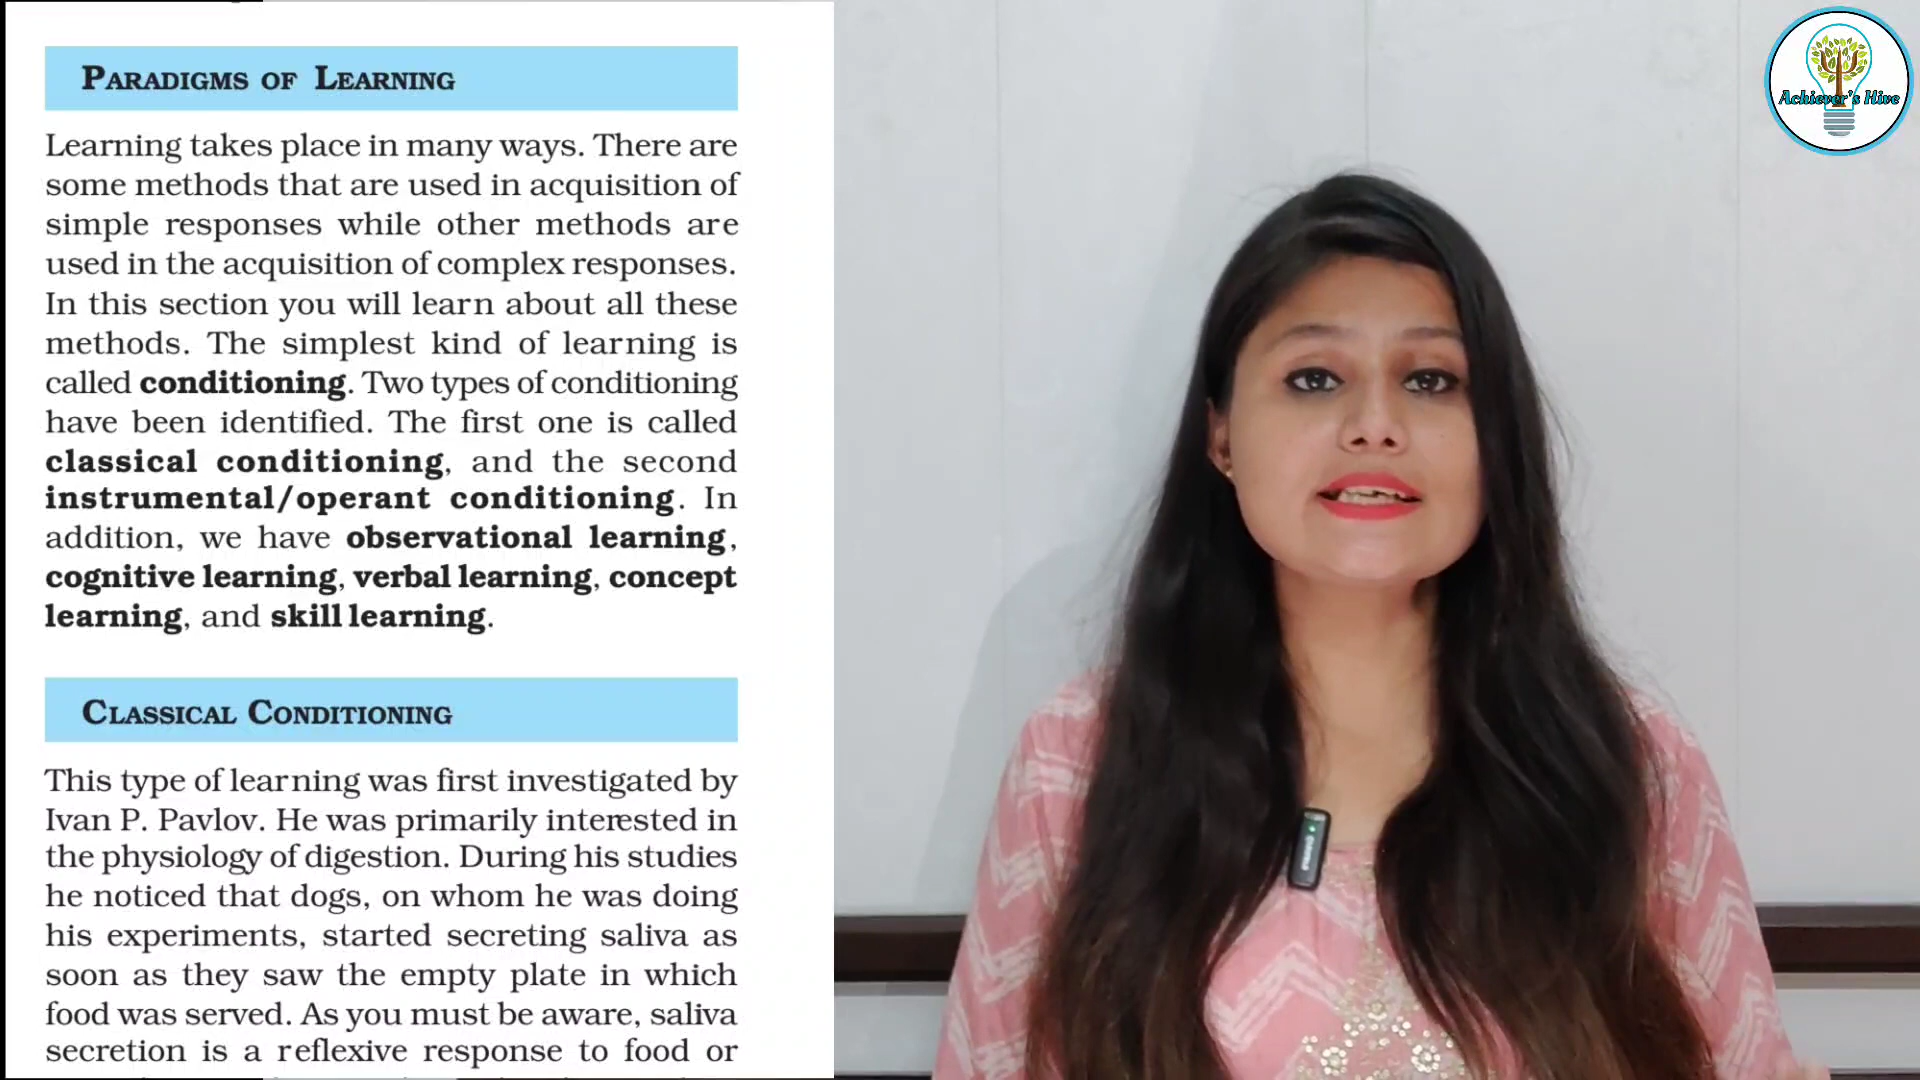 PARADIGMS OF LEARNING
Learning takes place in many ways. There are
some methods that are used in acquisition of
simple responses while other methods are
used in the acquisition of complex responses.
In this section you will learn about all these
methods. The simplest kind of learning is
called conditioning. Two types of conditioning
have been identified. The first one is called
classical conditioning, and the second
instrumental/operant conditioning. In
addition, we have observational learning,
cognitive learning, verbal learning, concept
learning, and skill learning.
CLASSICAL CONDITIONING
This type of learning was first investigated by
Ivan P. Pavlov. He was primarily interested in
the physiology of digestion. During his studies
he noticed that dogs, on whom he was doing
his experiments, started secreting saliva as
soon as they saw the empty plate in which
food was served. As you must be aware, saliva
secretion is a reflexive response to food or
Achiever's Hive